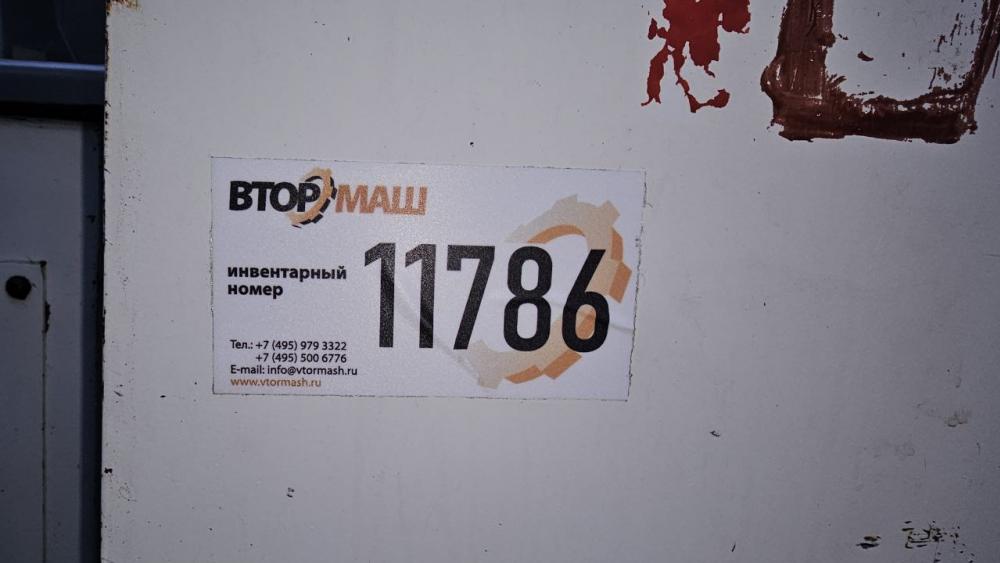 ВТОРМАШ
инвентарный
номер
11786
Тел.: +7 (495) 979 3322
+7 (495) 500 6776
E-mail: info@vtormash.ru
www.vtormash.ru